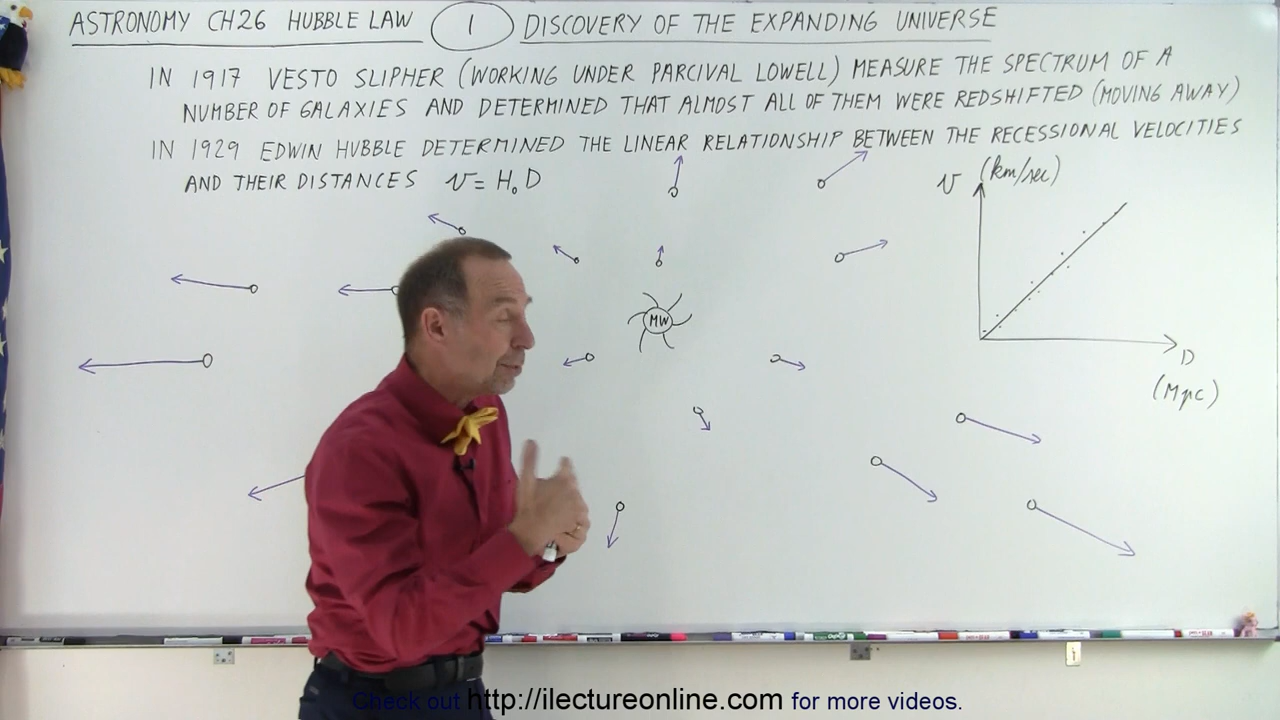 ASTRONOMY CH26 HUBBLE LAW 1 DISCOVERY OF THE EXPANDING UNIVERSE
IN 1917 VESTO SLIPHER (WORKING UNDER PARCIVAL LOWELL) MEASURE THE SPECTRUM OF A
NUMBER OF GALAXIES AND DETERMINED THAT ALMOST ALL OF THEM WERE REDSHIFTED (MOVING AWAY)
IN 1929 EDWIN HUBBLE DETERMINED THE LINEAR RELATIONSHIP BETWEEN THE RECESSIONAL VELOCITIES
AND THEIR DISTANCES v = H₀ D
v (km/sec)
MW
D
(Mpc)
Check out http://ilectureonline.com for more videos.